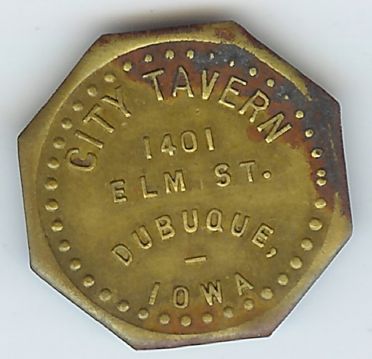 CITY TAVERN
1401
ELM ST.
DUBUQUE,
—
IOWA